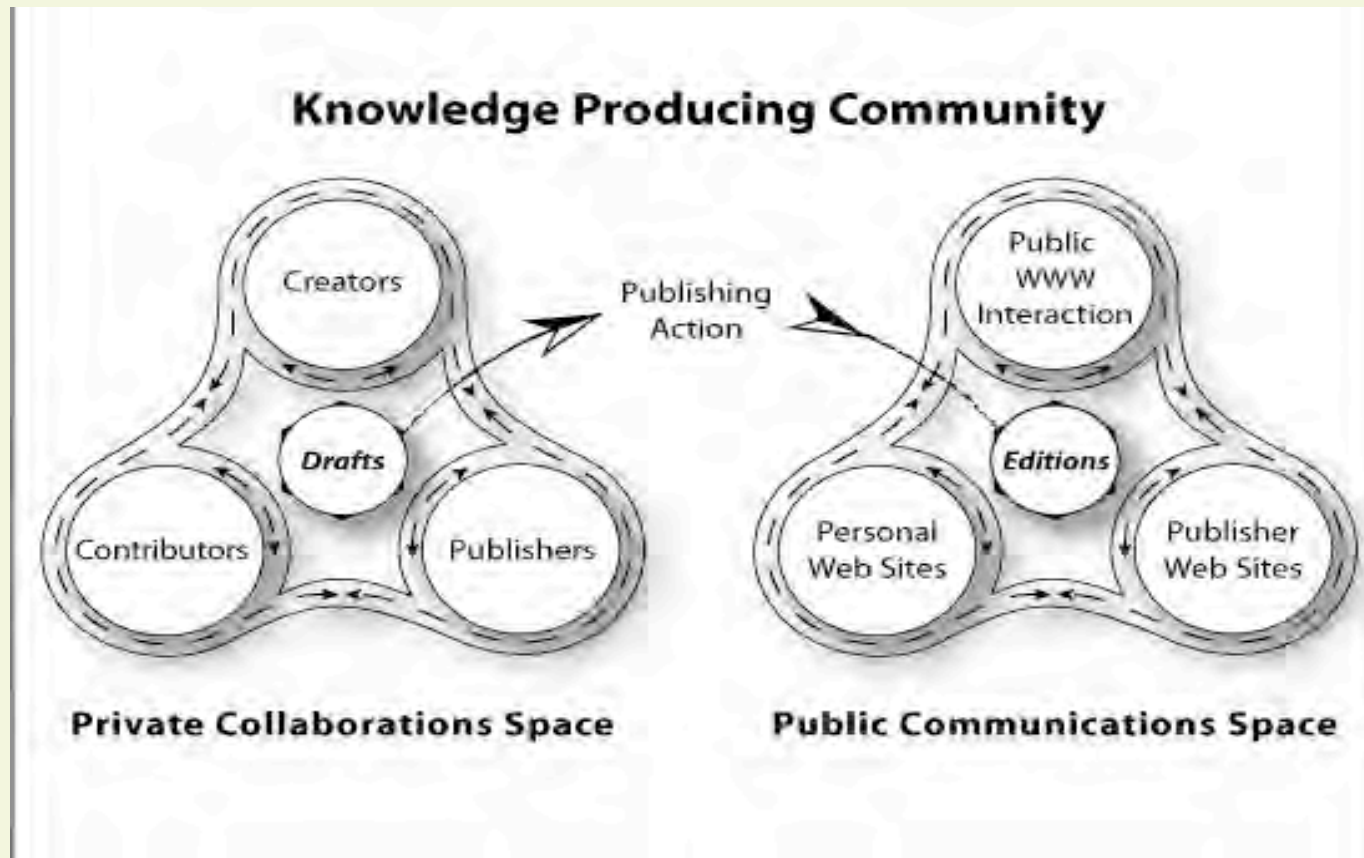 Knowledge Producing Community
Creators
Drafts
Contributors
Publishers
Private Collaborations Space
Publishing
Action
Public
WWW
Interaction
Editions
Personal
Web Sites
Publisher
Web Sites
Public Communications Space